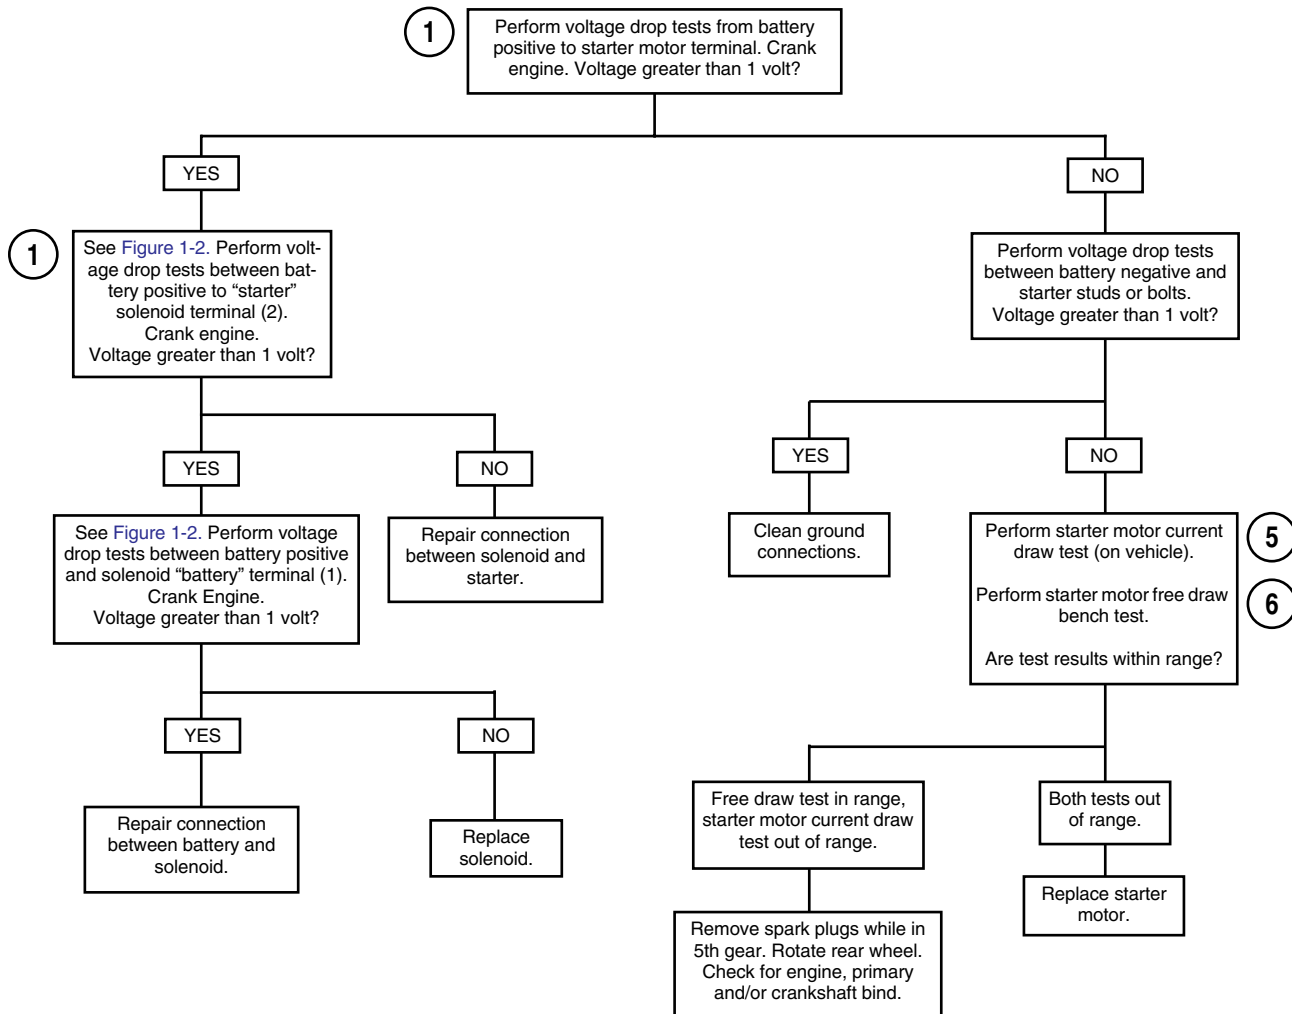 1
Perform voltage drop tests from battery
positive to starter motor terminal. Crank
engine. Voltage greater than 1 volt?
YES
NO
1
See Figure 1-2. Perform volt-
age drop tests between bat-
tery positive to “starter”
solenoid terminal (2).
Crank engine.
Voltage greater than 1 volt?
Perform voltage drop tests
between battery negative and
starter studs or bolts.
Voltage greater than 1 volt?
YES
NO
YES
NO
See Figure 1-2. Perform voltage
drop tests between battery positive
and solenoid “battery” terminal (1).
Crank Engine.
Voltage greater than 1 volt?
Repair connection
between solenoid and
starter.
Clean ground
connections.
Perform starter motor current
draw test (on vehicle).
5
Perform starter motor free draw
bench test.
6
Are test results within range?
YES
NO
Repair connection
between battery and
solenoid.
Replace
solenoid.
Free draw test in range,
starter motor current draw
test out of range.
Both tests out
of range.
Remove spark plugs while in
5th gear. Rotate rear wheel.
Check for engine, primary
and/or crankshaft bind.
Replace starter
motor.